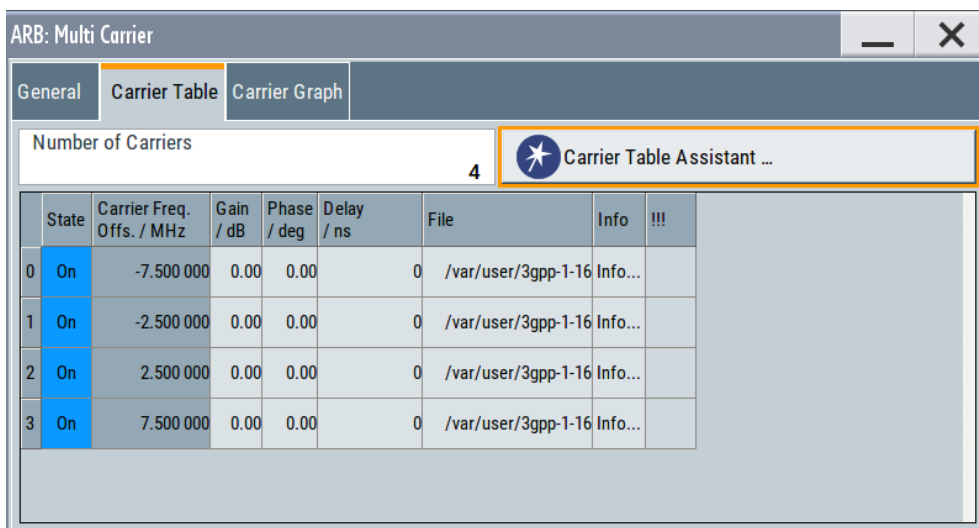 ARB: Multi Carrier
General Carrier Table Carrier Graph
Number of Carriers
4
Carrier Table Assistant ...
State Carrier Freq. Offs. / MHz Gain / dB Phase / deg Delay / ns File Info !!!
0 On -7.500 000 0.00 0.00 0 /var/user/3gpp-1-16 Info...
1 On -2.500 000 0.00 0.00 0 /var/user/3gpp-1-16 Info...
2 On 2.500 000 0.00 0.00 0 /var/user/3gpp-1-16 Info...
3 On 7.500 000 0.00 0.00 0 /var/user/3gpp-1-16 Info...